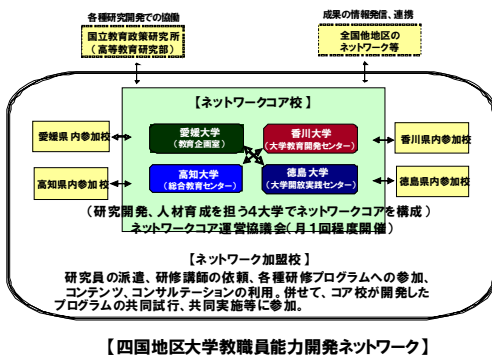 各種研究開発での協働
国立教育政策研究所
（高等教育研究部）
成果の情報発信、連携
全国他地区の
ネットワーク等
【ネットワークコア校】
愛媛県内参加校
愛媛大学
（教育企画室）
香川大学
（大学教育開発センター）
香川県内参加校
高知県内参加校
高知大学
（総合教育センター）
徳島大学
（大学開放実践センター）
徳島県内参加校
（研究開発、人材育成を担う４大学でネットワークコアを構成）
ネットワークコア運営協議会（月１回程度開催）
【ネットワーク加盟校】
研究員の派遣、研修講師の依頼、各種研修プログラムへの参加、
コンテンツ、コンサルテーションの利用。併せて、コア校が開発した
プログラムの共同試行、共同実施等に参加。
【四国地区大学教職員能力開発ネットワーク】